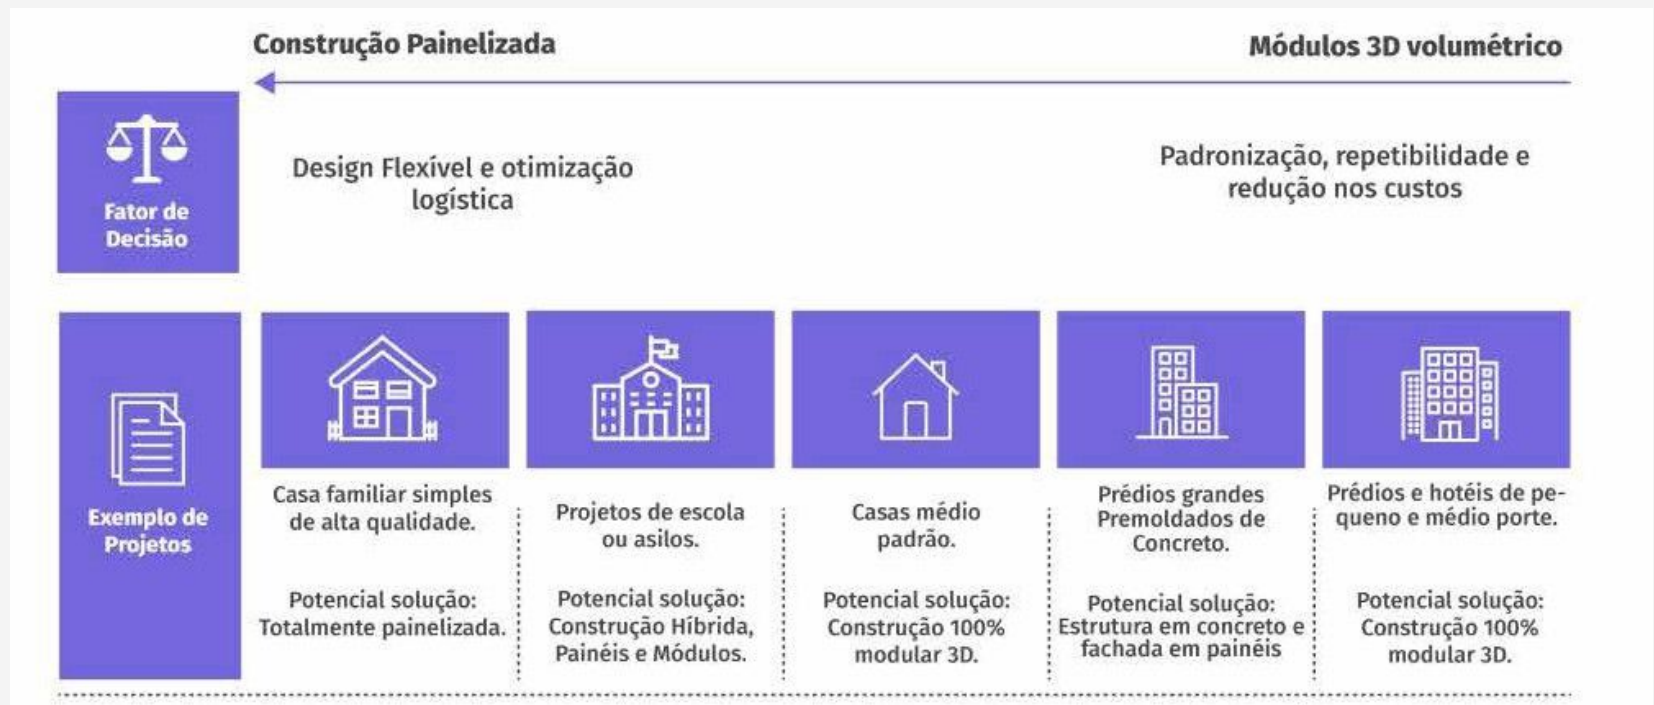 Construção Painelizada
Módulos 3D volumétrico
Fator de
Decisão
Design Flexível e otimização
logística
Padronização, repetibilidade e
redução nos custos
Exemplo de
Projetos
Casa familiar simples
de alta qualidade.
Potencial solução:
Totalmente painelizada.
Projetos de escola
ou asilos.
Potencial solução:
Construção Híbrida,
Painéis e Módulos.
Casas médio
padrão.
Potencial solução:
Construção 100%
modular 3D.
Prédios grandes
Premoldados de
Concreto.
Potencial solução:
Estrutura em concreto e
fachada em painéis
Prédios e hotéis de pe-
queno e médio porte.
Potencial solução:
Construção 100%
modular 3D.